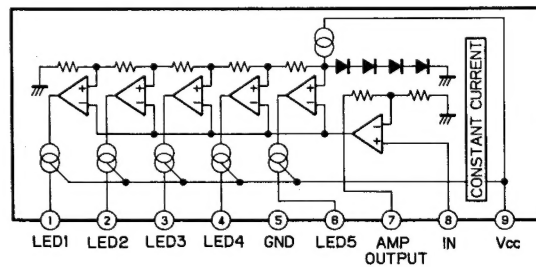 CONSTANT CURRENT
+ + + + +
− − − − −
−
+
1 2 3 4 5 6 7 8 9
LED1 LED2 LED3 LED4 GND LED5 AMP OUTPUT IN Vcc